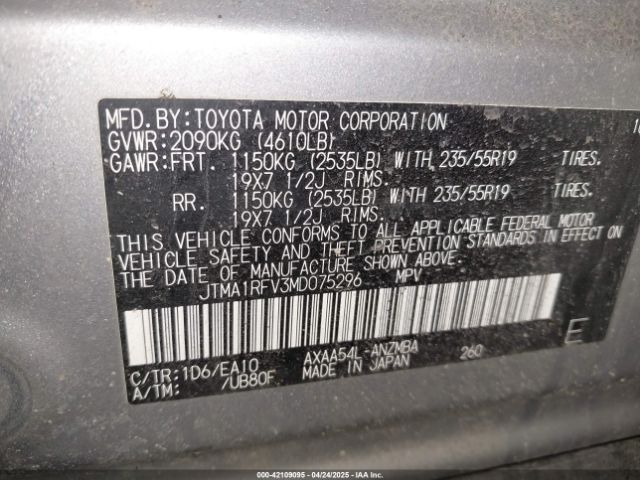 MFD.BY:TOYOTA MOTOR CORPORATION
GVWR:2090KG (4610LB)
GAWR:FRT. 1150KG (2535LB) WITH 235/55R19 TIRES.
19X7 1/2J RIMS.
RR. 1150KG (2535LB) WITH 235/55R19 TIRES.
19X7 1/2J RIMS.
THIS VEHICLE CONFORMS TO ALL APPLICABLE FEDERAL MOTOR
VEHICLE SAFETY AND THEFT PREVENTION STANDARDS IN EFFECT ON
THE DATE OF MANUFACTURE SHOWN ABOVE.
JTMA1RFV3MD075296 MPV
E
C/TR:1D6/EA10 AXAA54L-ANZMBA 260
A/TM: /UB80F MADE IN JAPAN
000-42109095 - 04/24/2025 - IAAI.COM